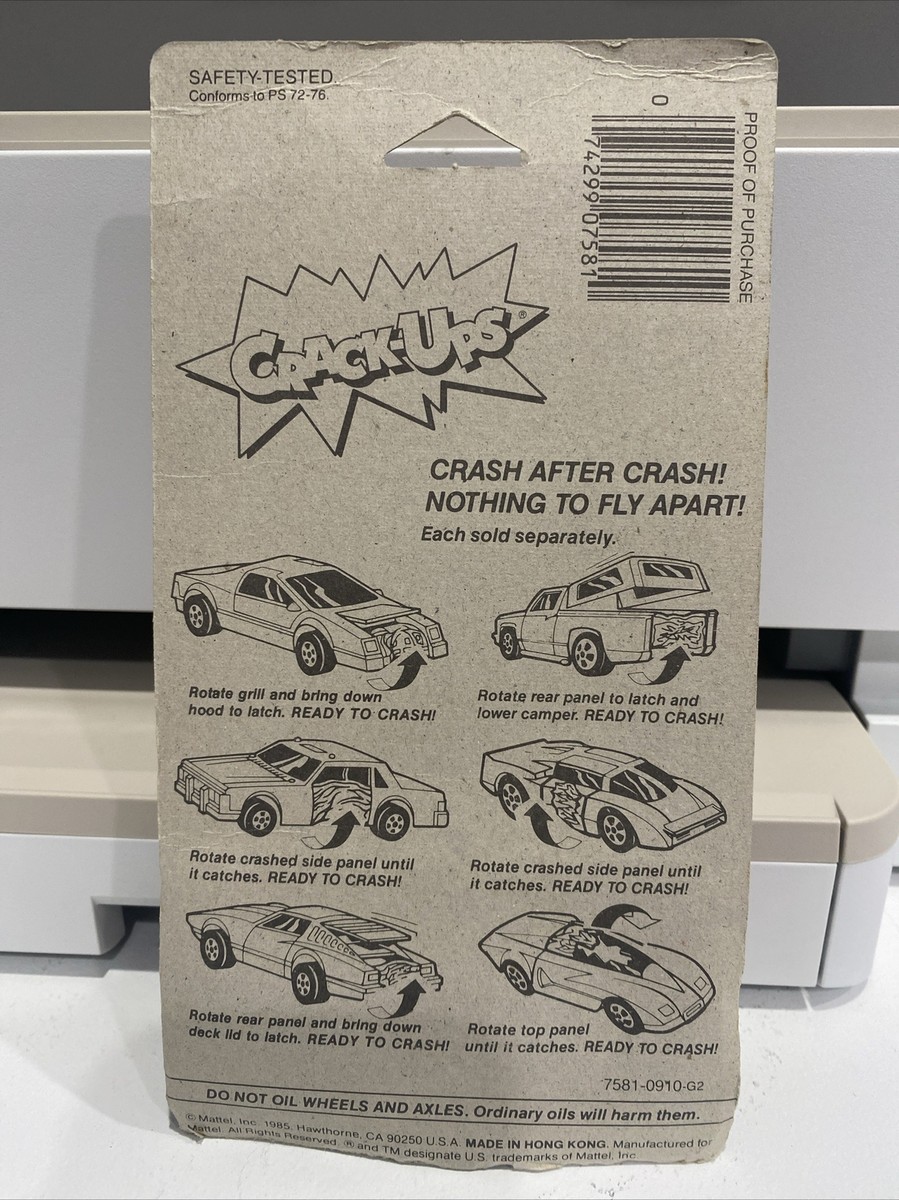 SAFETY-TESTED.
Conforms to PS 72-76.
0
74299 07581
PROOF OF PURCHASE
CRACK-UPS®
CRASH AFTER CRASH!
NOTHING TO FLY APART!
Each sold separately.
Rotate grill and bring down
hood to latch. READY TO CRASH!
Rotate rear panel to latch and
lower camper. READY TO CRASH!
Rotate crashed side panel until
it catches. READY TO CRASH!
Rotate crashed side panel until
it catches. READY TO CRASH!
Rotate rear panel and bring down
deck lid to latch. READY TO CRASH!
Rotate top panel
until it catches. READY TO CRASH!
7581-0910-G2
DO NOT OIL WHEELS AND AXLES. Ordinary oils will harm them.
© Mattel, Inc. 1985, Hawthorne, CA 90250 U.S.A. MADE IN HONG KONG. Manufactured for
Mattel. All Rights Reserved. ® and TM designate U.S. trademarks of Mattel, Inc.